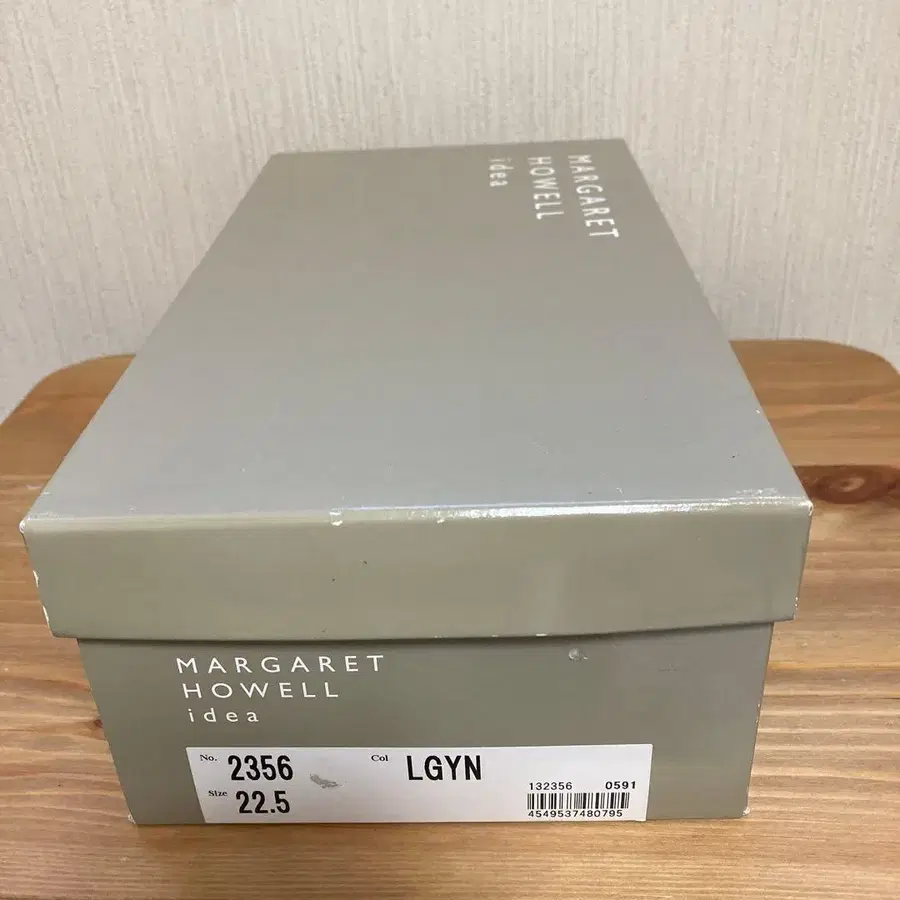 MARGARET
HOWELL
idea
MARGARET
HOWELL
idea
No. 2356 Col LGYN
Size 22.5
132356 0591
4549537480795